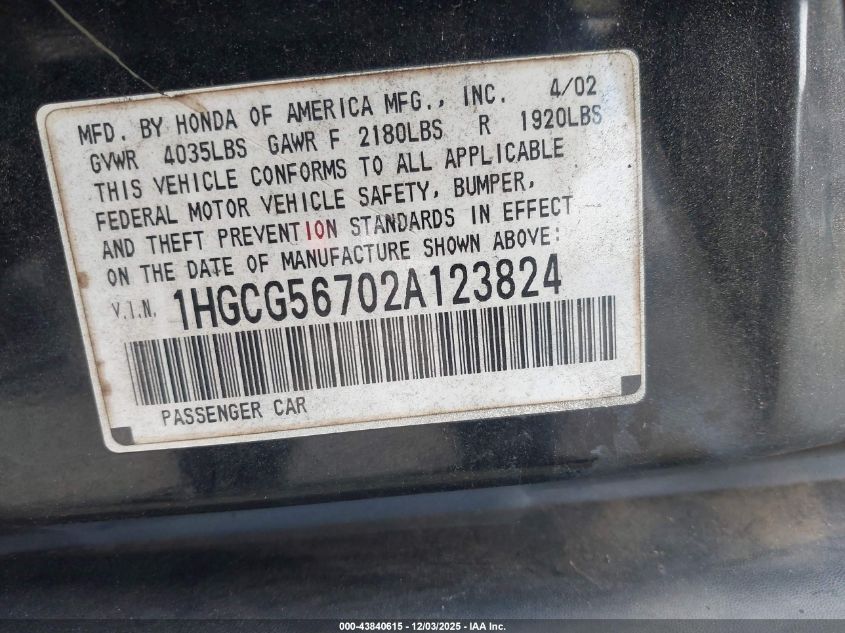 MFD. BY HONDA OF AMERICA MFG., INC. 4/02
GVWR 4035LBS GAWR F 2180LBS R 1920LBS
THIS VEHICLE CONFORMS TO ALL APPLICABLE
FEDERAL MOTOR VEHICLE SAFETY, BUMPER,
AND THEFT PREVENTION STANDARDS IN EFFECT
ON THE DATE OF MANUFACTURE SHOWN ABOVE:
V.I.N. 1HGCG56702A123824
PASSENGER CAR
000-43840615 - 12/03/2025 - IAA Inc.